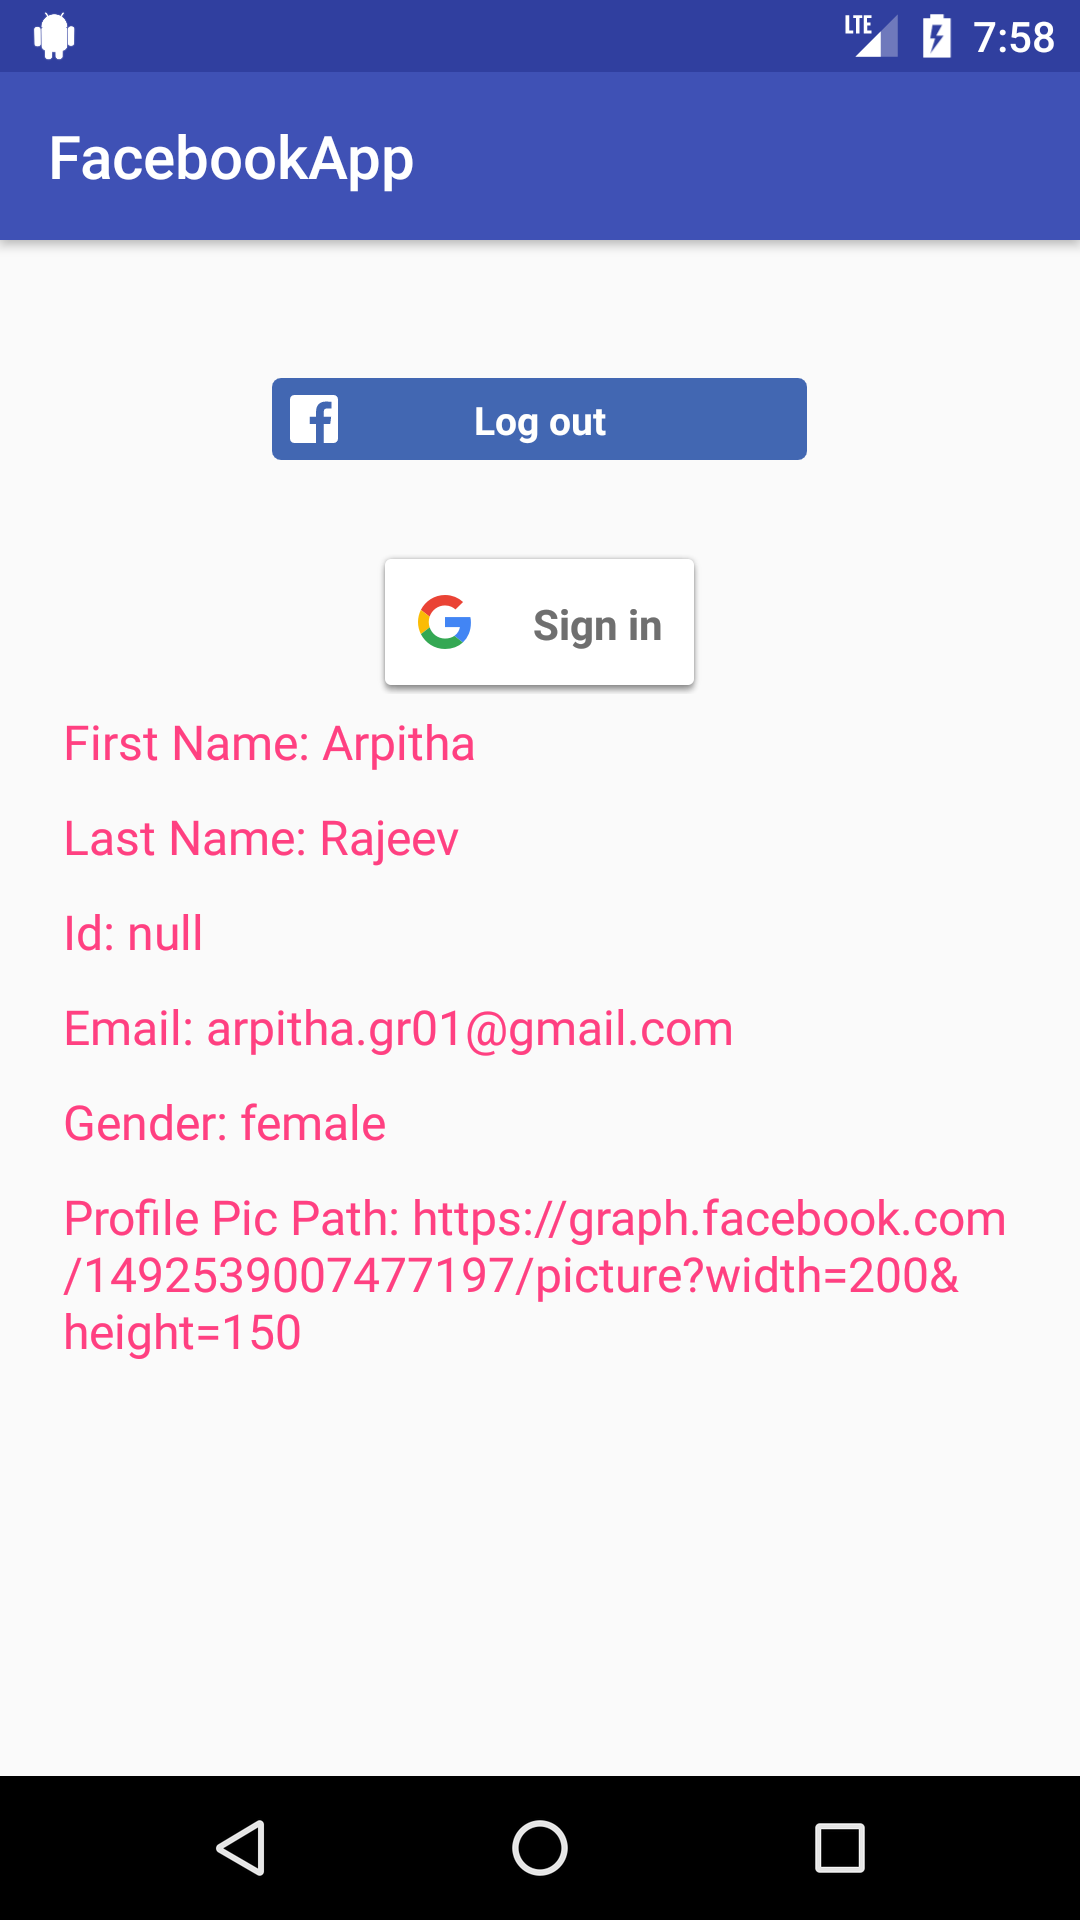 LTE 7:58
FacebookApp
Log out
Sign in
First Name: Arpitha
Last Name: Rajeev
Id: null
Email: arpitha.gr01@gmail.com
Gender: female
Profile Pic Path: https://graph.facebook.com
/1492539007477197/picture?width=200&
height=150